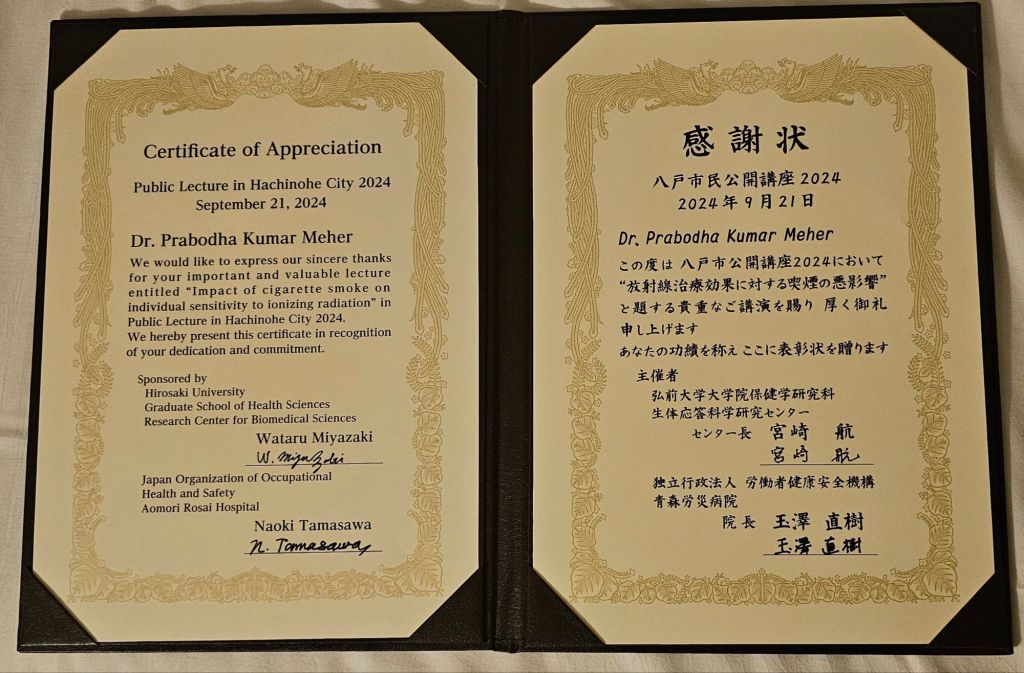 Certificate of Appreciation
Public Lecture in Hachinohe City 2024
September 21, 2024
Dr. Prabodha Kumar Meher
We would like to express our sincere thanks
for your important and valuable lecture
entitled “Impact of cigarette smoke on
individual sensitivity to ionizing radiation” in
Public Lecture in Hachinohe City 2024.
We hereby present this certificate in recognition
of your dedication and commitment.
Sponsored by
Hirosaki University
Graduate School of Health Sciences
Research Center for Biomedical Sciences
Wataru Miyazaki
W. Miyazaki
Japan Organization of Occupational
Health and Safety
Aomori Rosai Hospital
Naoki Tamasawa
N. Tamasawa
感謝状
八戸市民公開講座2024
2024年9月21日
Dr. Prabodha Kumar Meher
この度は 八戸市公開講座2024において
“放射線治療効果に対する喫煙の悪影響”
と題する貴重なご講演を賜り 厚く御礼
申し上げます
あなたの功績を称え ここに表彰状を贈ります
主催者
弘前大学大学院保健学研究科
生体応答科学研究センター
センター長 宮崎 航
宮崎 航
独立行政法人 労働者健康安全機構
青森労災病院
院長 玉澤 直樹
玉澤 直樹